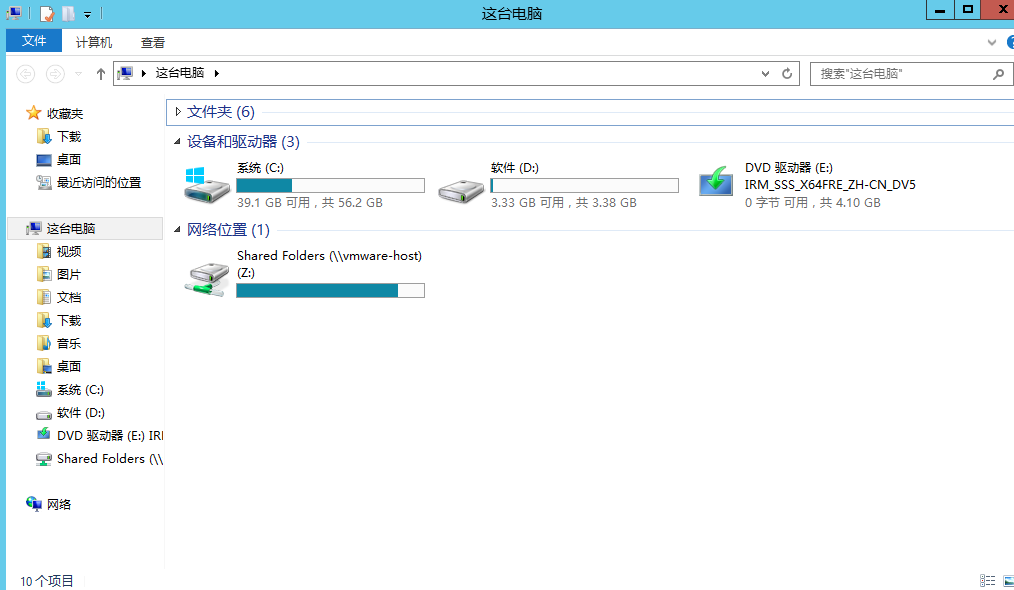 这台电脑
文件 计算机 查看
这台电脑 搜索"这台电脑"
收藏夹
下载
桌面
最近访问的位置
这台电脑
视频
图片
文档
下载
音乐
桌面
系统 (C:)
软件 (D:)
DVD 驱动器 (E:) IRM
Shared Folders (\\
网络
文件夹 (6)
设备和驱动器 (3)
系统 (C:)
39.1 GB 可用，共 56.2 GB
软件 (D:)
3.33 GB 可用，共 3.38 GB
DVD 驱动器 (E:)
IRM_SSS_X64FRE_ZH-CN_DV5
0 字节 可用，共 4.10 GB
网络位置 (1)
Shared Folders (\\vmware-host)
(Z:)
10 个项目